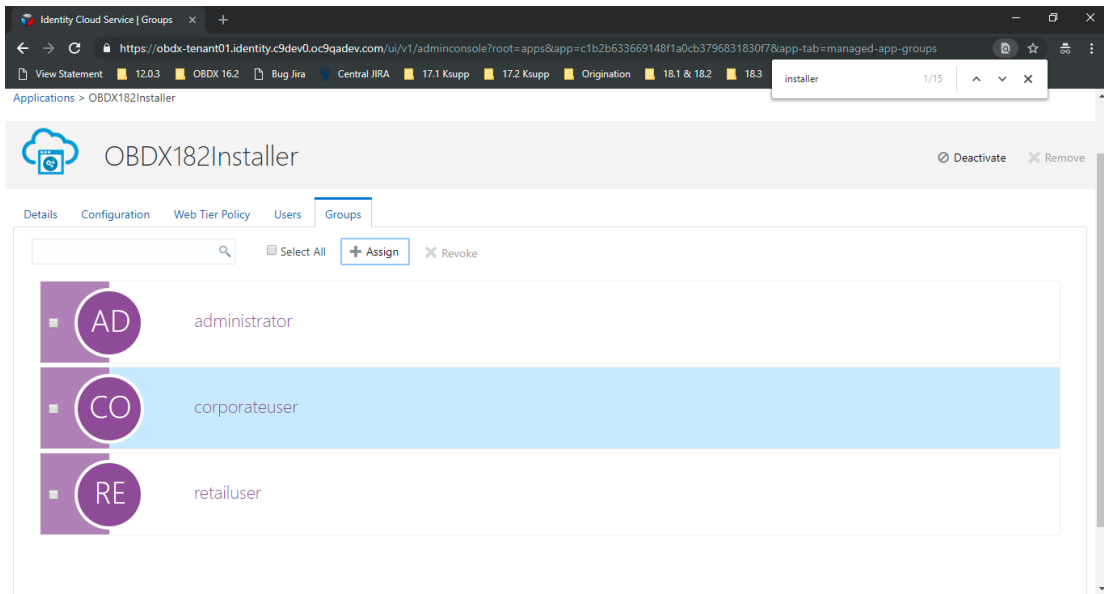 Identity Cloud Service | Groups
https://obdx-tenant01.identity.c9dev0.oc9qadev.com/ui/v1/adminconsole?root=apps&app=c1b2b633669148f1a0cb3796831830f7&app-tab=managed-app-groups
View Statement 12.0.3 OBDX 16.2 Bug Jira Central JIRA 17.1 Ksupp 17.2 Ksupp Origination 18.1 & 18.2 18.3
installer 1/15
Applications > OBDX182Installer
OBDX182Installer
Deactivate Remove
Details Configuration Web Tier Policy Users Groups
Select All Assign Revoke
AD administrator
CO corporateuser
RE retailuser